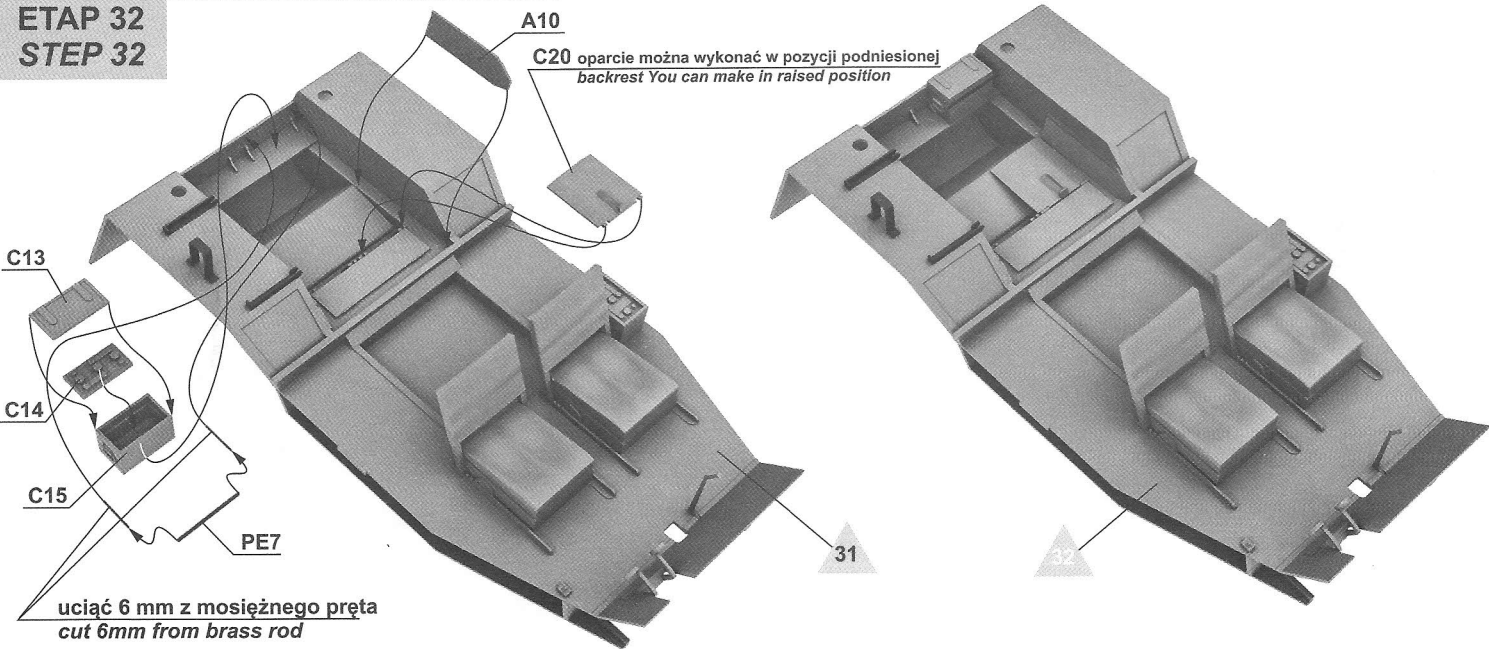 ETAP 32
STEP 32
A10
C20 oparcie można wykonać w pozycji podniesionej
backrest You can make in raised position
C13
C14
C15
PE7
31
32
uciąć 6 mm z mosiężnego pręta
cut 6mm from brass rod